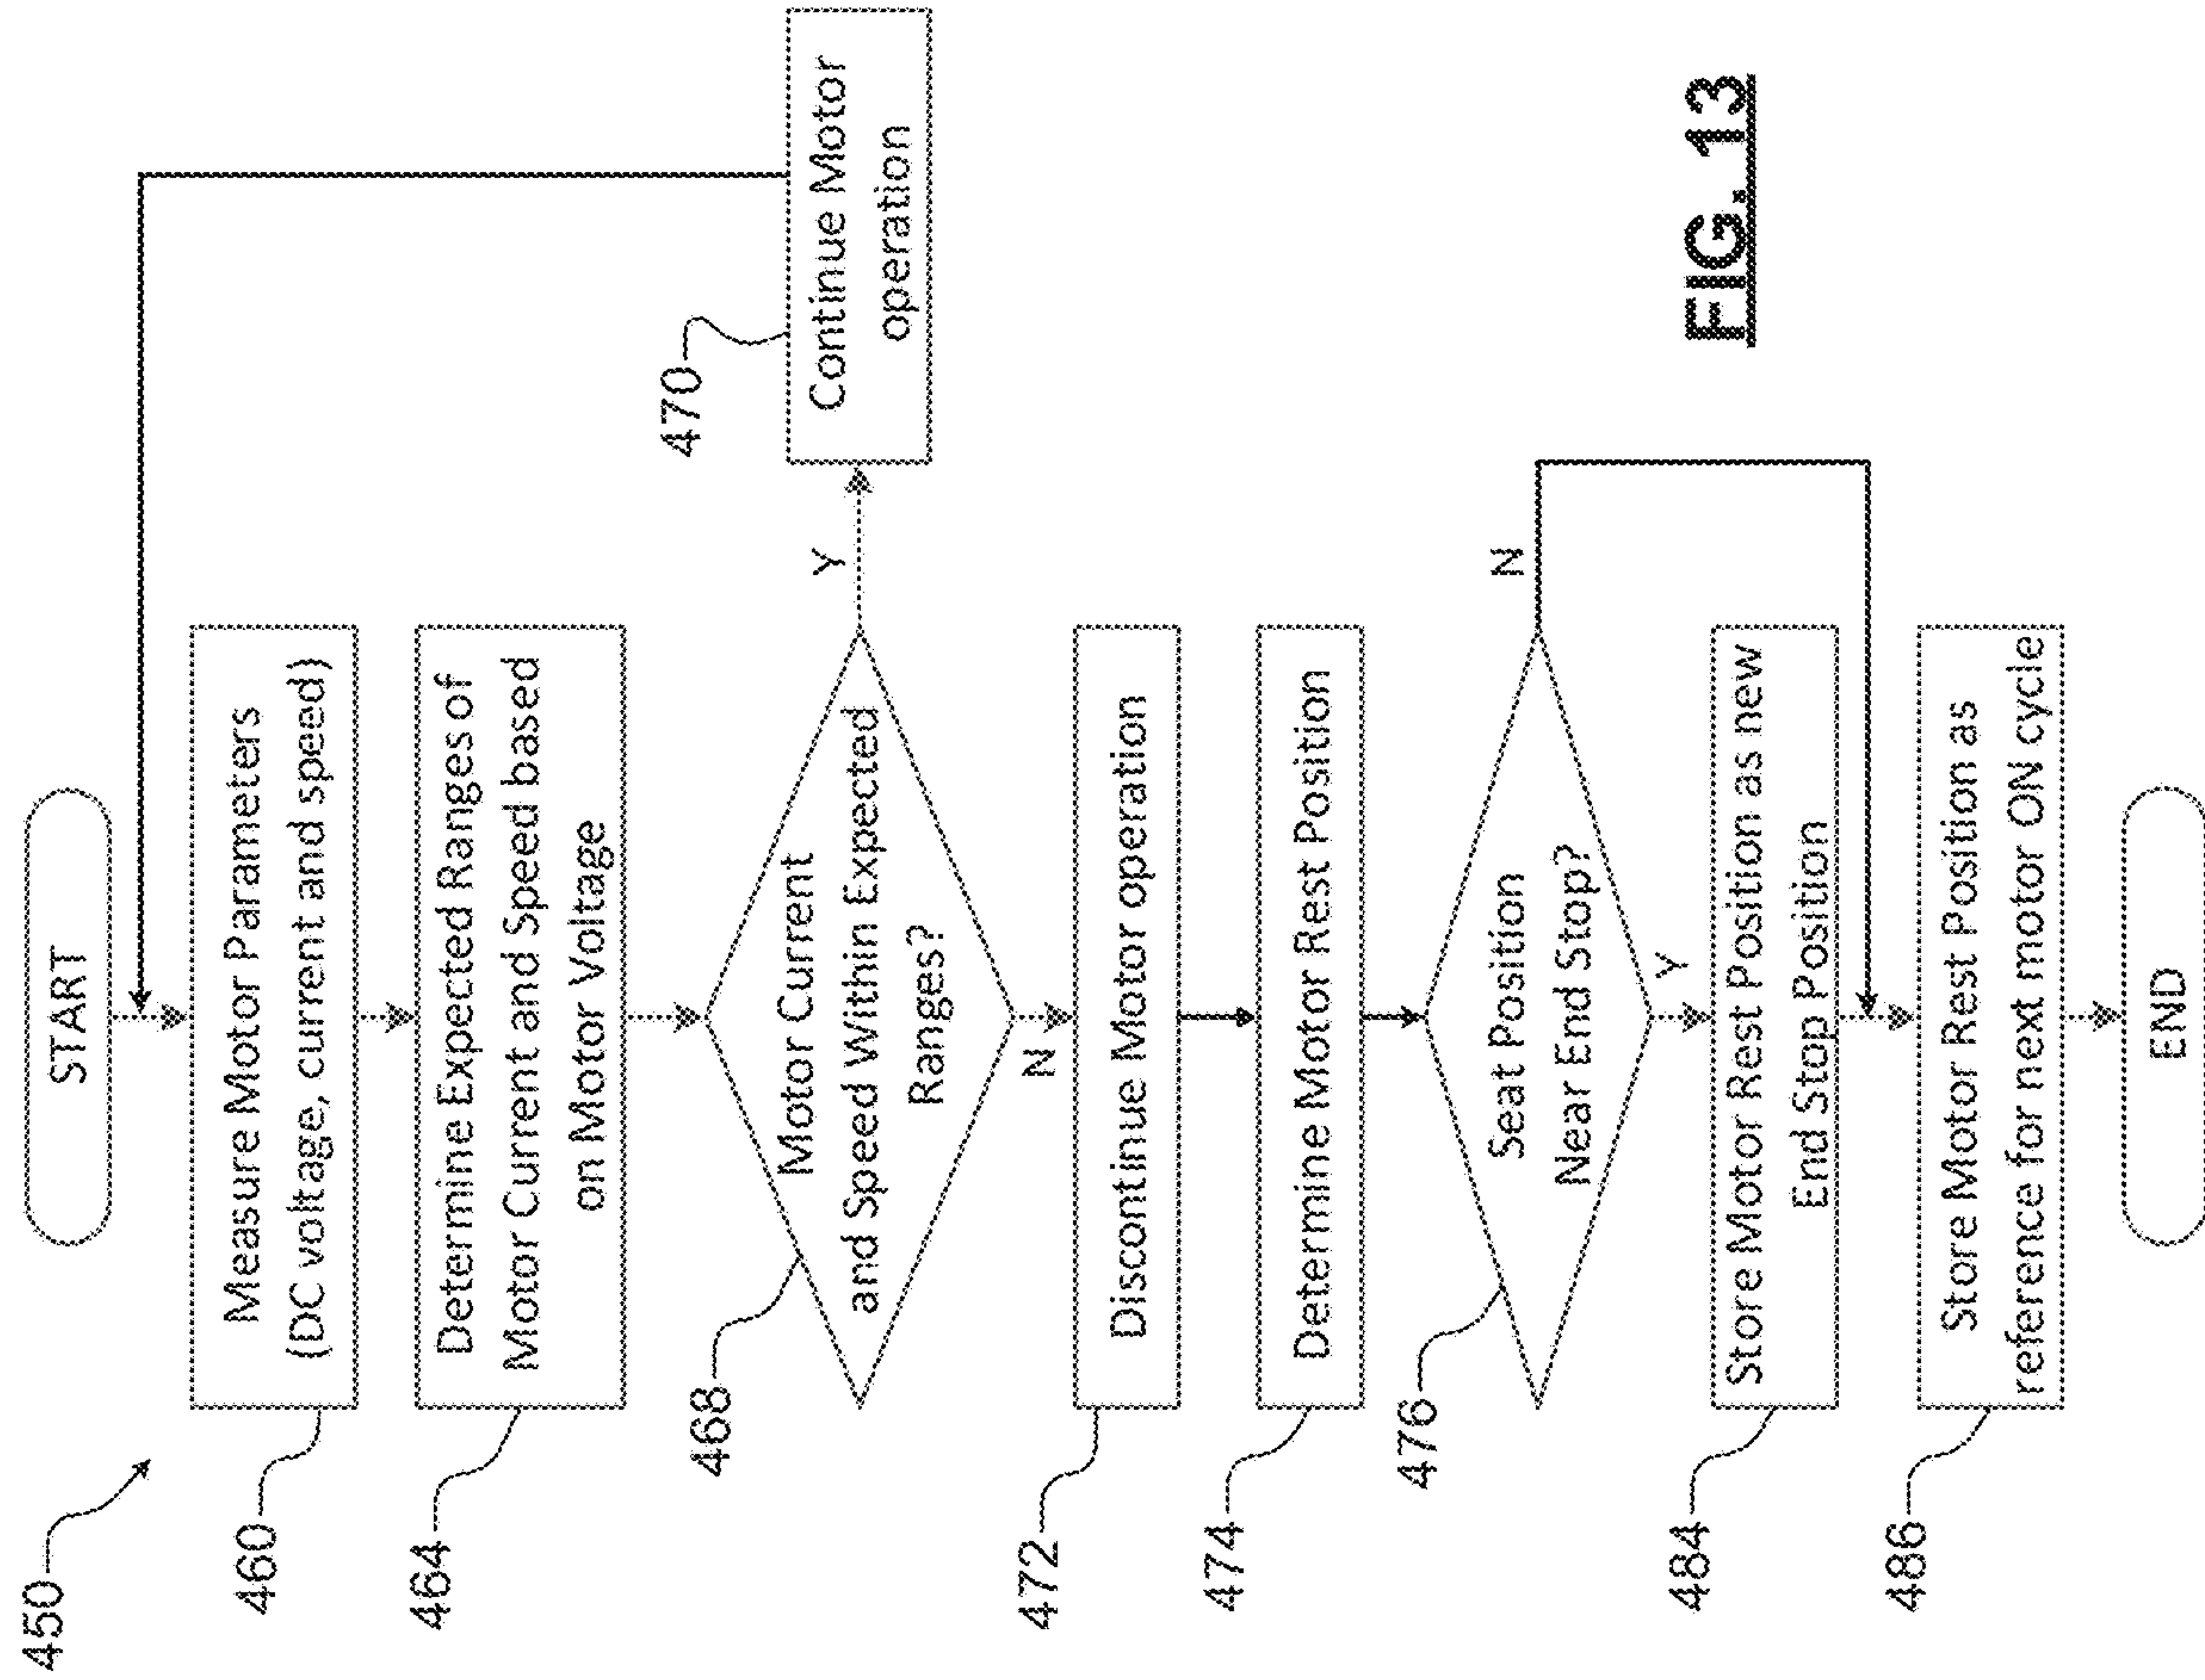 450
START
460
Measure Motor Parameters
(DC voltage, current and speed)
464
Determine Expected Ranges of
Motor Current and Speed based
on Motor Voltage
468
Motor Current
and Speed Within Expected
Ranges?
Y
470
Continue Motor
operation
N
472
Discontinue Motor operation
474
Determine Motor Rest Position
476
Seat Position
Near End Stop?
N
Y
484
Store Motor Rest Position as new
End Stop Position
486
Store Motor Rest Position as
reference for next motor ON cycle
END
FIG. 13